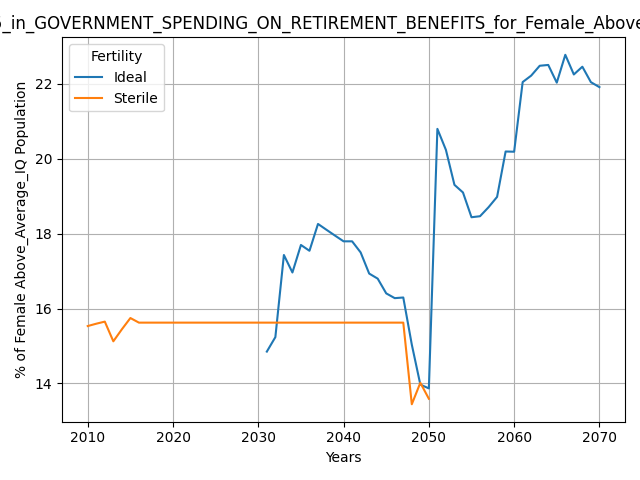 _in_GOVERNMENT_SPENDING_ON_RETIREMENT_BENEFITS_for_Female_Above
Fertility
Ideal
Sterile
% of Female Above_Average_IQ Population
22
20
18
16
14
2010 2020 2030 2040 2050 2060 2070
Years